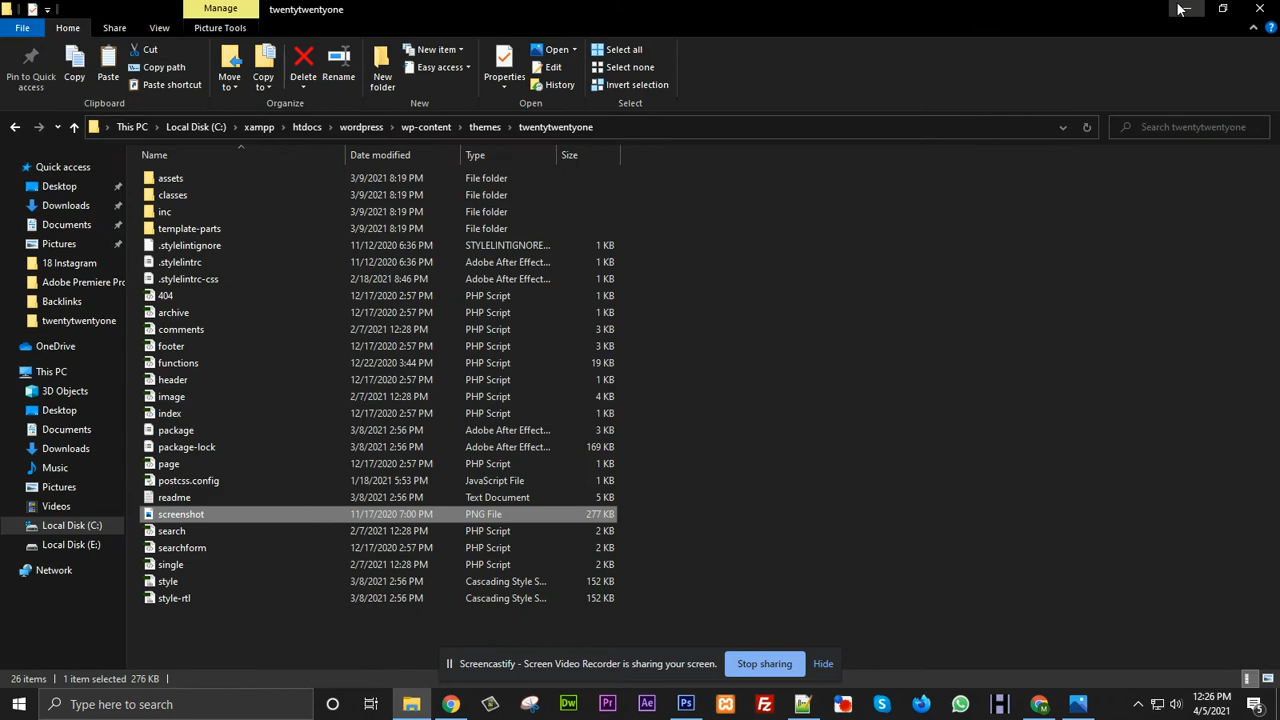 Manage
twentytwentyone
File
Home
Share
View
Picture Tools
Pin to Quick access
Copy
Paste
Cut
Copy path
Paste shortcut
Clipboard
Move to
Copy to
Delete
Rename
Organize
New folder
New item
Easy access
New
Properties
Open
Edit
History
Open
Select all
Select none
Invert selection
Select
This PC > Local Disk (C:) > xampp > htdocs > wordpress > wp-content > themes > twentytwentyone
Search twentytwentyone
Quick access
Desktop
Downloads
Documents
Pictures
18 Instagram
Adobe Premiere Pro
Backlinks
twentytwentyone
OneDrive
This PC
3D Objects
Desktop
Documents
Downloads
Music
Pictures
Videos
Local Disk (C:)
Local Disk (E:)
Network
Name Date modified Type Size
assets 3/9/2021 8:19 PM File folder
classes 3/9/2021 8:19 PM File folder
inc 3/9/2021 8:19 PM File folder
template-parts 3/9/2021 8:19 PM File folder
.stylelintignore 11/12/2020 6:36 PM STYLELINTIGNORE... 1 KB
.stylelintrc 11/12/2020 6:36 PM Adobe After Effect... 1 KB
.stylelintrc-css 2/18/2021 8:46 PM Adobe After Effect... 1 KB
404 12/17/2020 2:57 PM PHP Script 1 KB
archive 12/17/2020 2:57 PM PHP Script 1 KB
comments 2/7/2021 12:28 PM PHP Script 3 KB
footer 12/17/2020 2:57 PM PHP Script 3 KB
functions 12/22/2020 3:44 PM PHP Script 19 KB
header 12/17/2020 2:57 PM PHP Script 1 KB
image 2/7/2021 12:28 PM PHP Script 4 KB
index 12/17/2020 2:57 PM PHP Script 1 KB
package 3/8/2021 2:56 PM Adobe After Effect... 3 KB
package-lock 3/8/2021 2:56 PM Adobe After Effect... 169 KB
page 12/17/2020 2:57 PM PHP Script 1 KB
postcss.config 1/18/2021 5:53 PM JavaScript File 1 KB
readme 3/8/2021 2:56 PM Text Document 5 KB
screenshot 11/17/2020 7:00 PM PNG File 277 KB
search 2/7/2021 12:28 PM PHP Script 2 KB
searchform 12/17/2020 2:57 PM PHP Script 2 KB
single 2/7/2021 12:28 PM PHP Script 2 KB
style 3/8/2021 2:56 PM Cascading Style S... 152 KB
style-rtl 3/8/2021 2:56 PM Cascading Style S... 152 KB
Screencastify - Screen Video Recorder is sharing your screen.
Stop sharing
Hide
26 items
1 item selected 276 KB
Type here to search
Dw
Pr
Ae
Ps
12:26 PM
4/5/2021